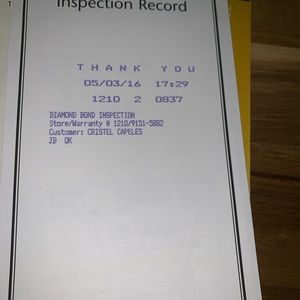 Inspection Record
THANK YOU
05/03/16 17:29
1210 2 0837
DIAMOND BOND INSPECTION
Store/Warranty # 1210/9151-5882
Customer: CRISTEL CAPELES
JB OK